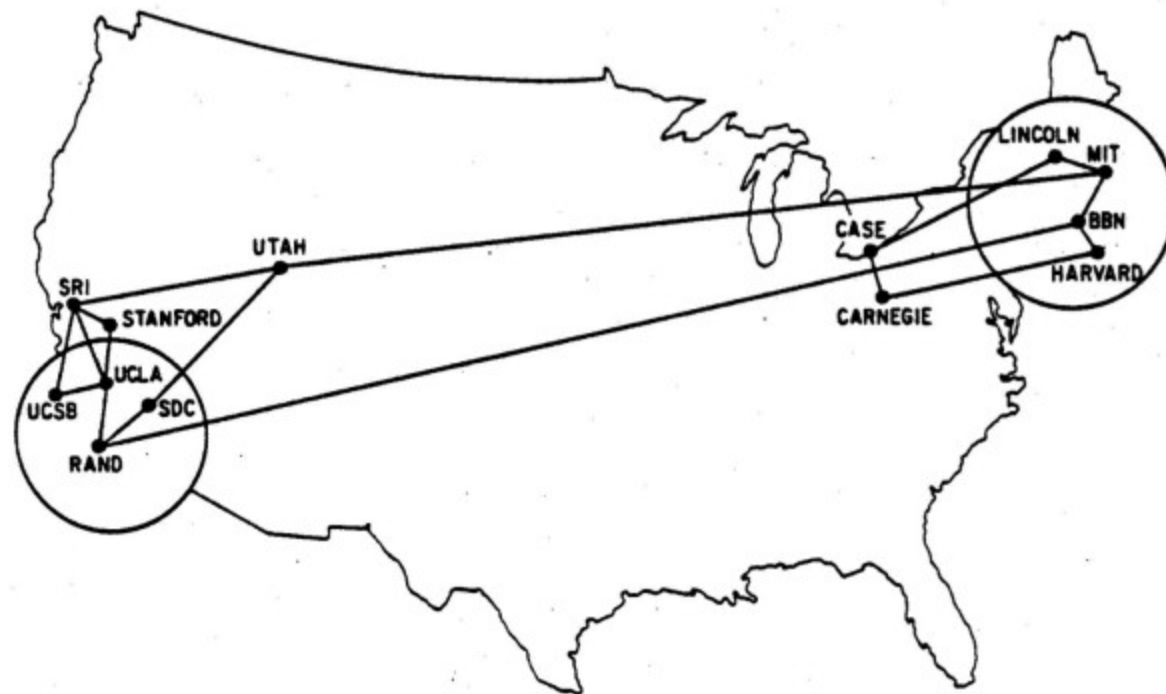 LINCOLN
MIT
CASE
BBN
UTAH
HARVARD
SRI
STANFORD
CARNEGIE
UCLA
UCSB
SDC
RAND